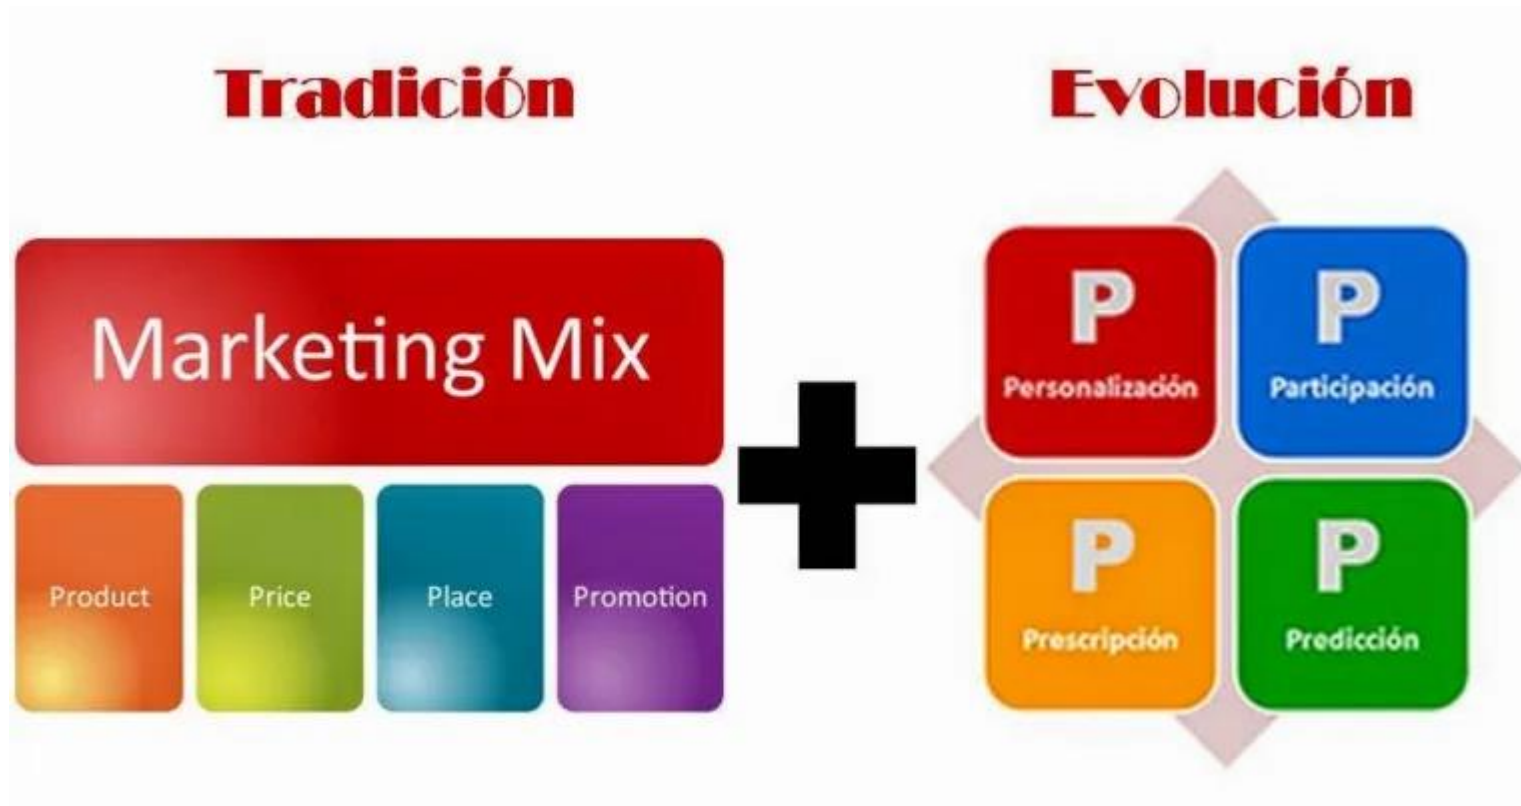 Tradición
Evolución
Marketing Mix
Product
Price
Place
Promotion
P
Personalización
P
Participación
P
Prescripción
P
Predicción